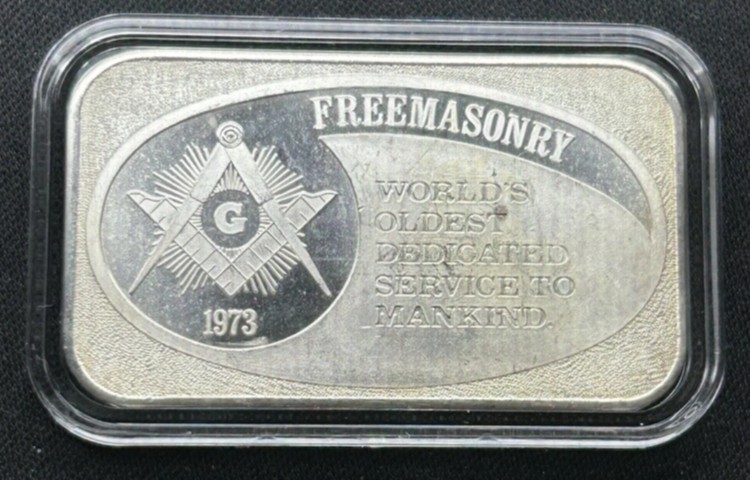 FREEMASONRY
G
1973
WORLD'S
OLDEST
DEDICATED
SERVICE TO
MANKIND.